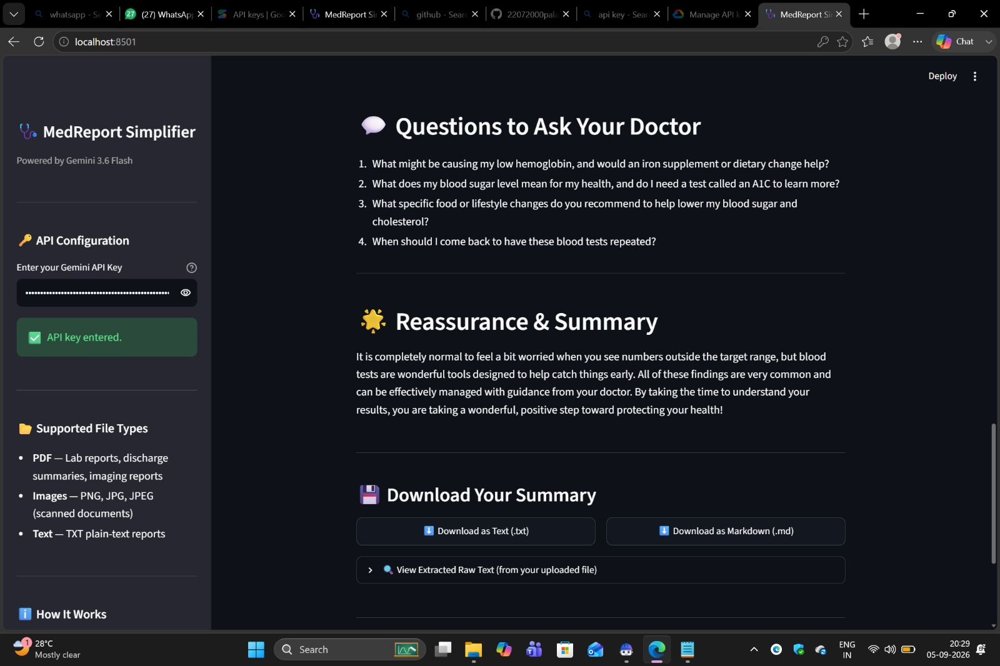 whatsapp - Se
27
(27) WhatsApp
API keys | Goo
MedReport Si
github - Sear
22072000pala
api key - Sear
Manage API k
MedReport Si
localhost:8501
Chat
Deploy
MedReport Simplifier
Powered by Gemini 3.6 Flash
API Configuration
Enter your Gemini API Key
API key entered.
Supported File Types
• PDF — Lab reports, discharge
summaries, imaging reports
• Images — PNG, JPG, JPEG
(scanned documents)
• Text — TXT plain-text reports
How It Works
Questions to Ask Your Doctor
1. What might be causing my low hemoglobin, and would an iron supplement or dietary change help?
2. What does my blood sugar level mean for my health, and do I need a test called an A1C to learn more?
3. What specific food or lifestyle changes do you recommend to help lower my blood sugar and
cholesterol?
4. When should I come back to have these blood tests repeated?
Reassurance & Summary
It is completely normal to feel a bit worried when you see numbers outside the target range, but blood
tests are wonderful tools designed to help catch things early. All of these findings are very common and
can be effectively managed with guidance from your doctor. By taking the time to understand your
results, you are taking a wonderful, positive step toward protecting your health!
Download Your Summary
Download as Text (.txt)
Download as Markdown (.md)
View Extracted Raw Text (from your uploaded file)
1
28°C
Mostly clear
Search
ENG
IN
20:29
05-09-2026